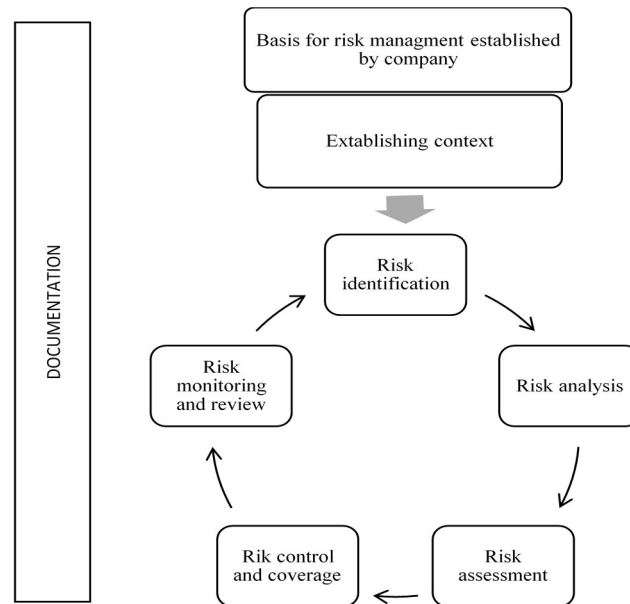 Basis for risk managment established
by company
Extablishing context
DOCUMENTATION
Risk
identification
Risk
monitoring
and review
Risk analysis
Rik control
and coverage
Risk
assessment